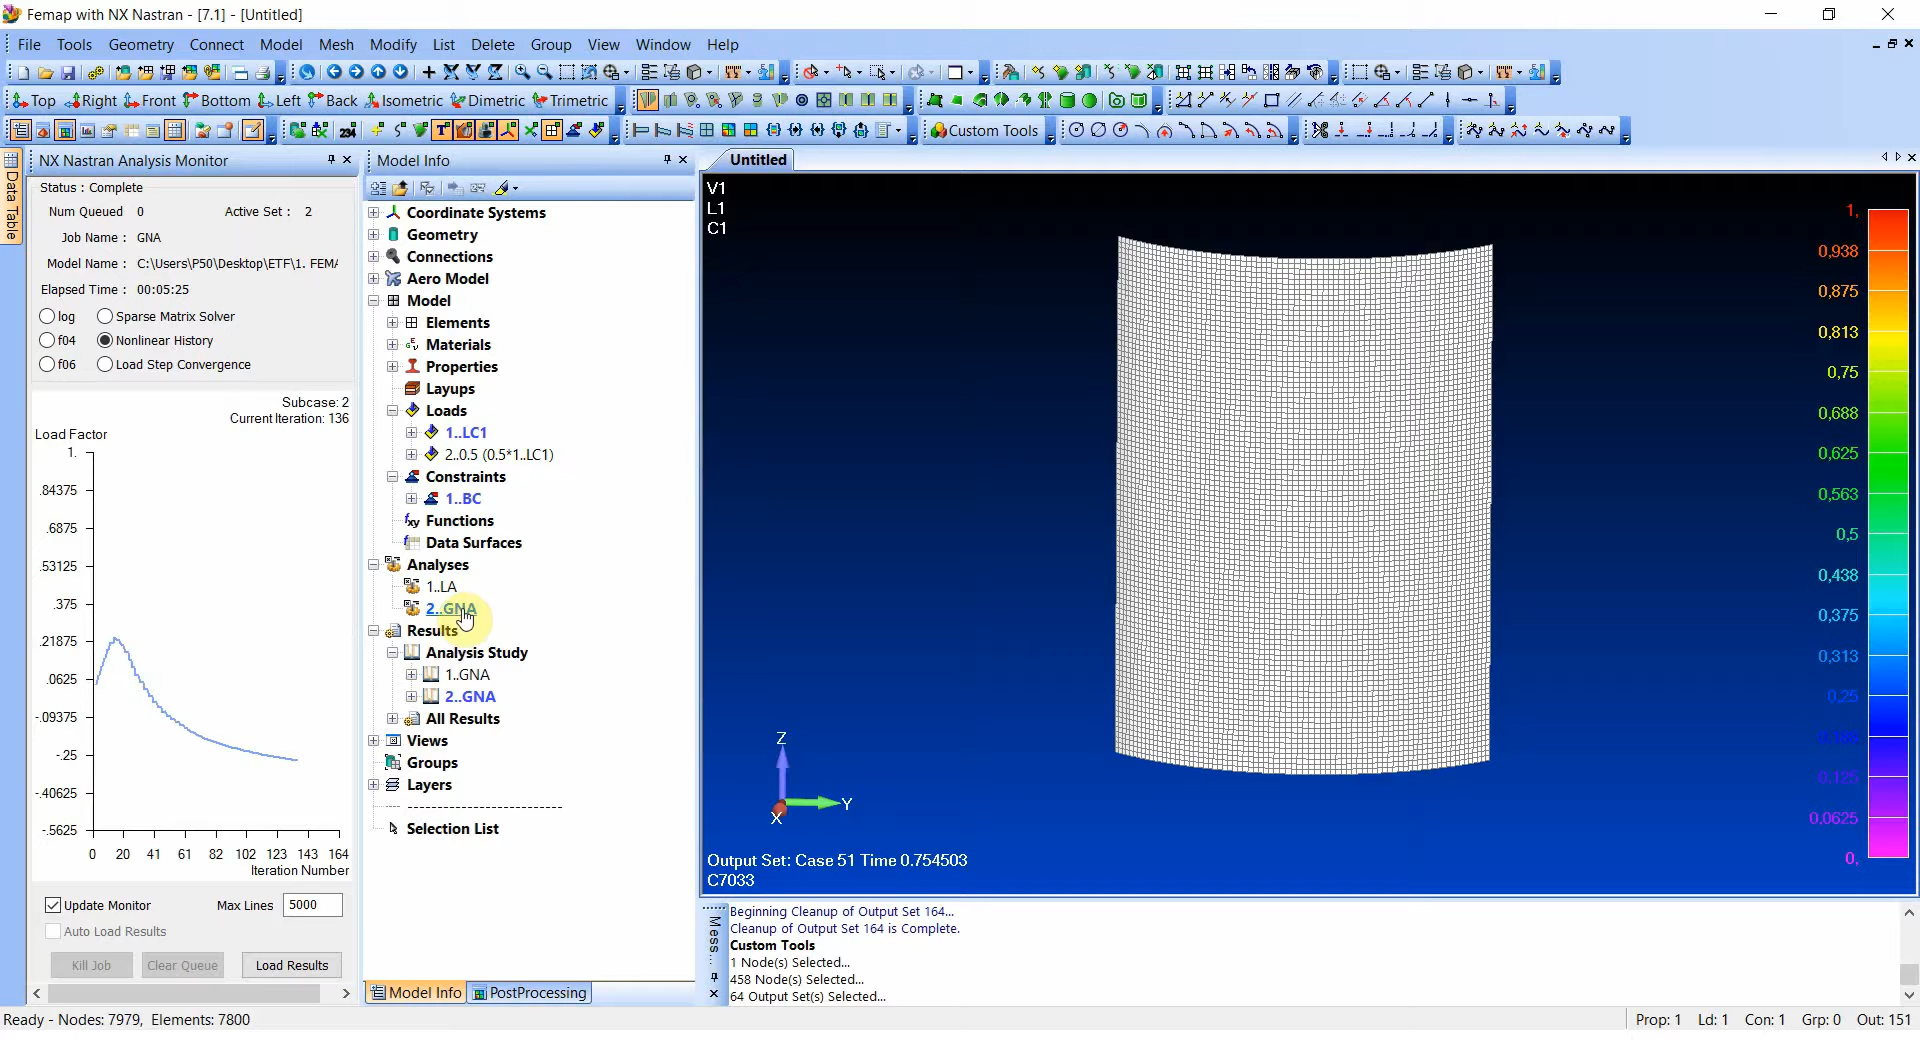 Femap with NX Nastran - [7.1] - [Untitled]
File Tools Geometry Connect Model Mesh Modify List Delete Group View Window Help
Top Right Front Bottom Left Back Isometric Dimetric Trimetric
234 T Custom Tools
Data Table
NX Nastran Analysis Monitor
Status : Complete
Num Queued 0 Active Set : 2
Job Name : GNA
Model Name : C:\Users\P50\Desktop\ETF\1. FEMA
Elapsed Time : 00:05:25
log Sparse Matrix Solver
f04 Nonlinear History
f06 Load Step Convergence
Subcase: 2
Current Iteration: 136
Load Factor
1.
.84375
.6875
.53125
.375
.21875
.0625
-.09375
-.25
-.40625
-.5625
0 20 41 61 82 102 123 143 164
Iteration Number
Update Monitor Max Lines 5000
Auto Load Results
Kill Job Clear Queue Load Results
Model Info
Coordinate Systems
Geometry
Connections
Aero Model
Model
Elements
Materials
Properties
Layups
Loads
1..LC1
2..0.5 (0.5*1..LC1)
Constraints
1..BC
Functions
Data Surfaces
Analyses
1..LA
2..GNA
Results
Analysis Study
1..GNA
2..GNA
All Results
Views
Groups
Layers
Selection List
Model Info PostProcessing
Untitled
V1
L1
C1
1,
0,938
0,875
0,813
0,75
0,688
0,625
0,563
0,5
0,438
0,375
0,313
0,25
0,188
0,125
0,0625
0,
Z
Y
X
Output Set: Case 51 Time 0.754503
C7033
Mess...
Beginning Cleanup of Output Set 164...
Cleanup of Output Set 164 is Complete.
Custom Tools
1 Node(s) Selected...
458 Node(s) Selected...
64 Output Set(s) Selected...
Ready - Nodes: 7979, Elements: 7800
Prop: 1 Ld: 1 Con: 1 Grp: 0 Out: 151